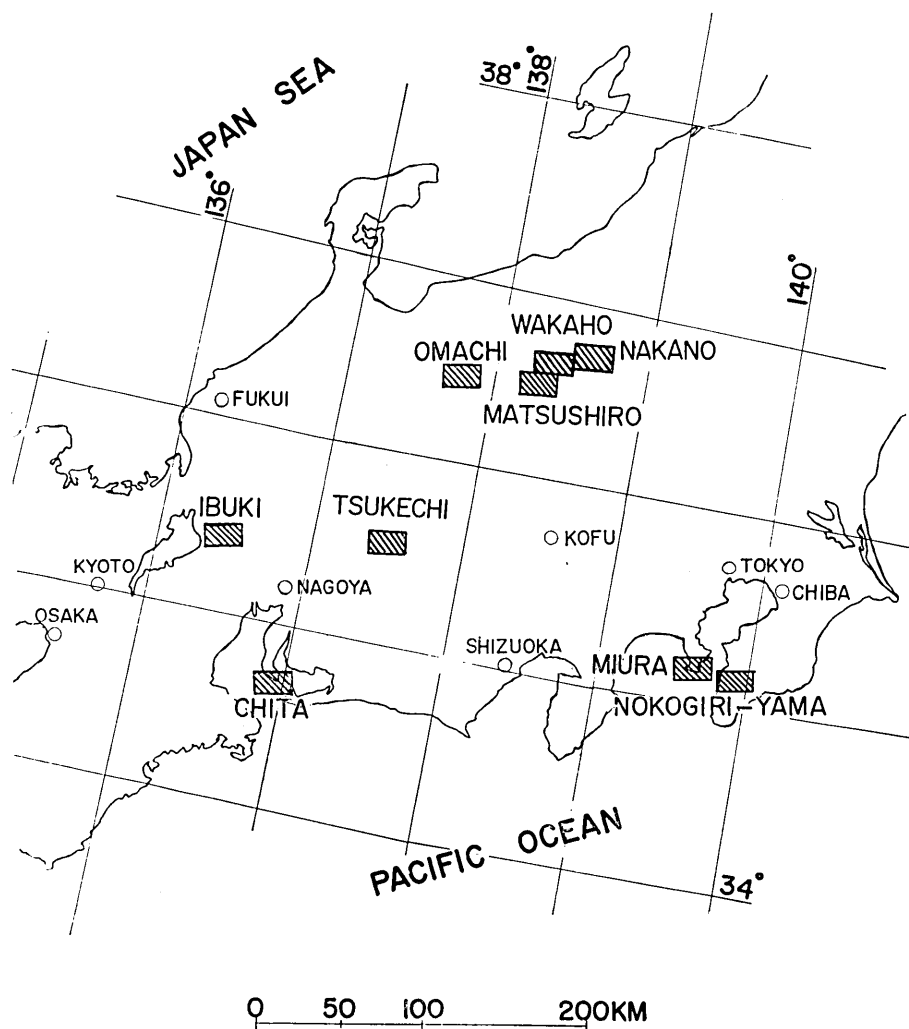 38° 138°
JAPAN SEA
136°
140°
WAKAHO
OMACHI
NAKANO
MATSUSHIRO
FUKUI
IBUKI
TSUKECHI
KOFU
KYOTO
TOKYO
NAGOYA
CHIBA
OSAKA
SHIZUOKA
MIURA
CHITA
NOKOGIRI-YAMA
PACIFIC OCEAN
34°
0 50 100 200KM